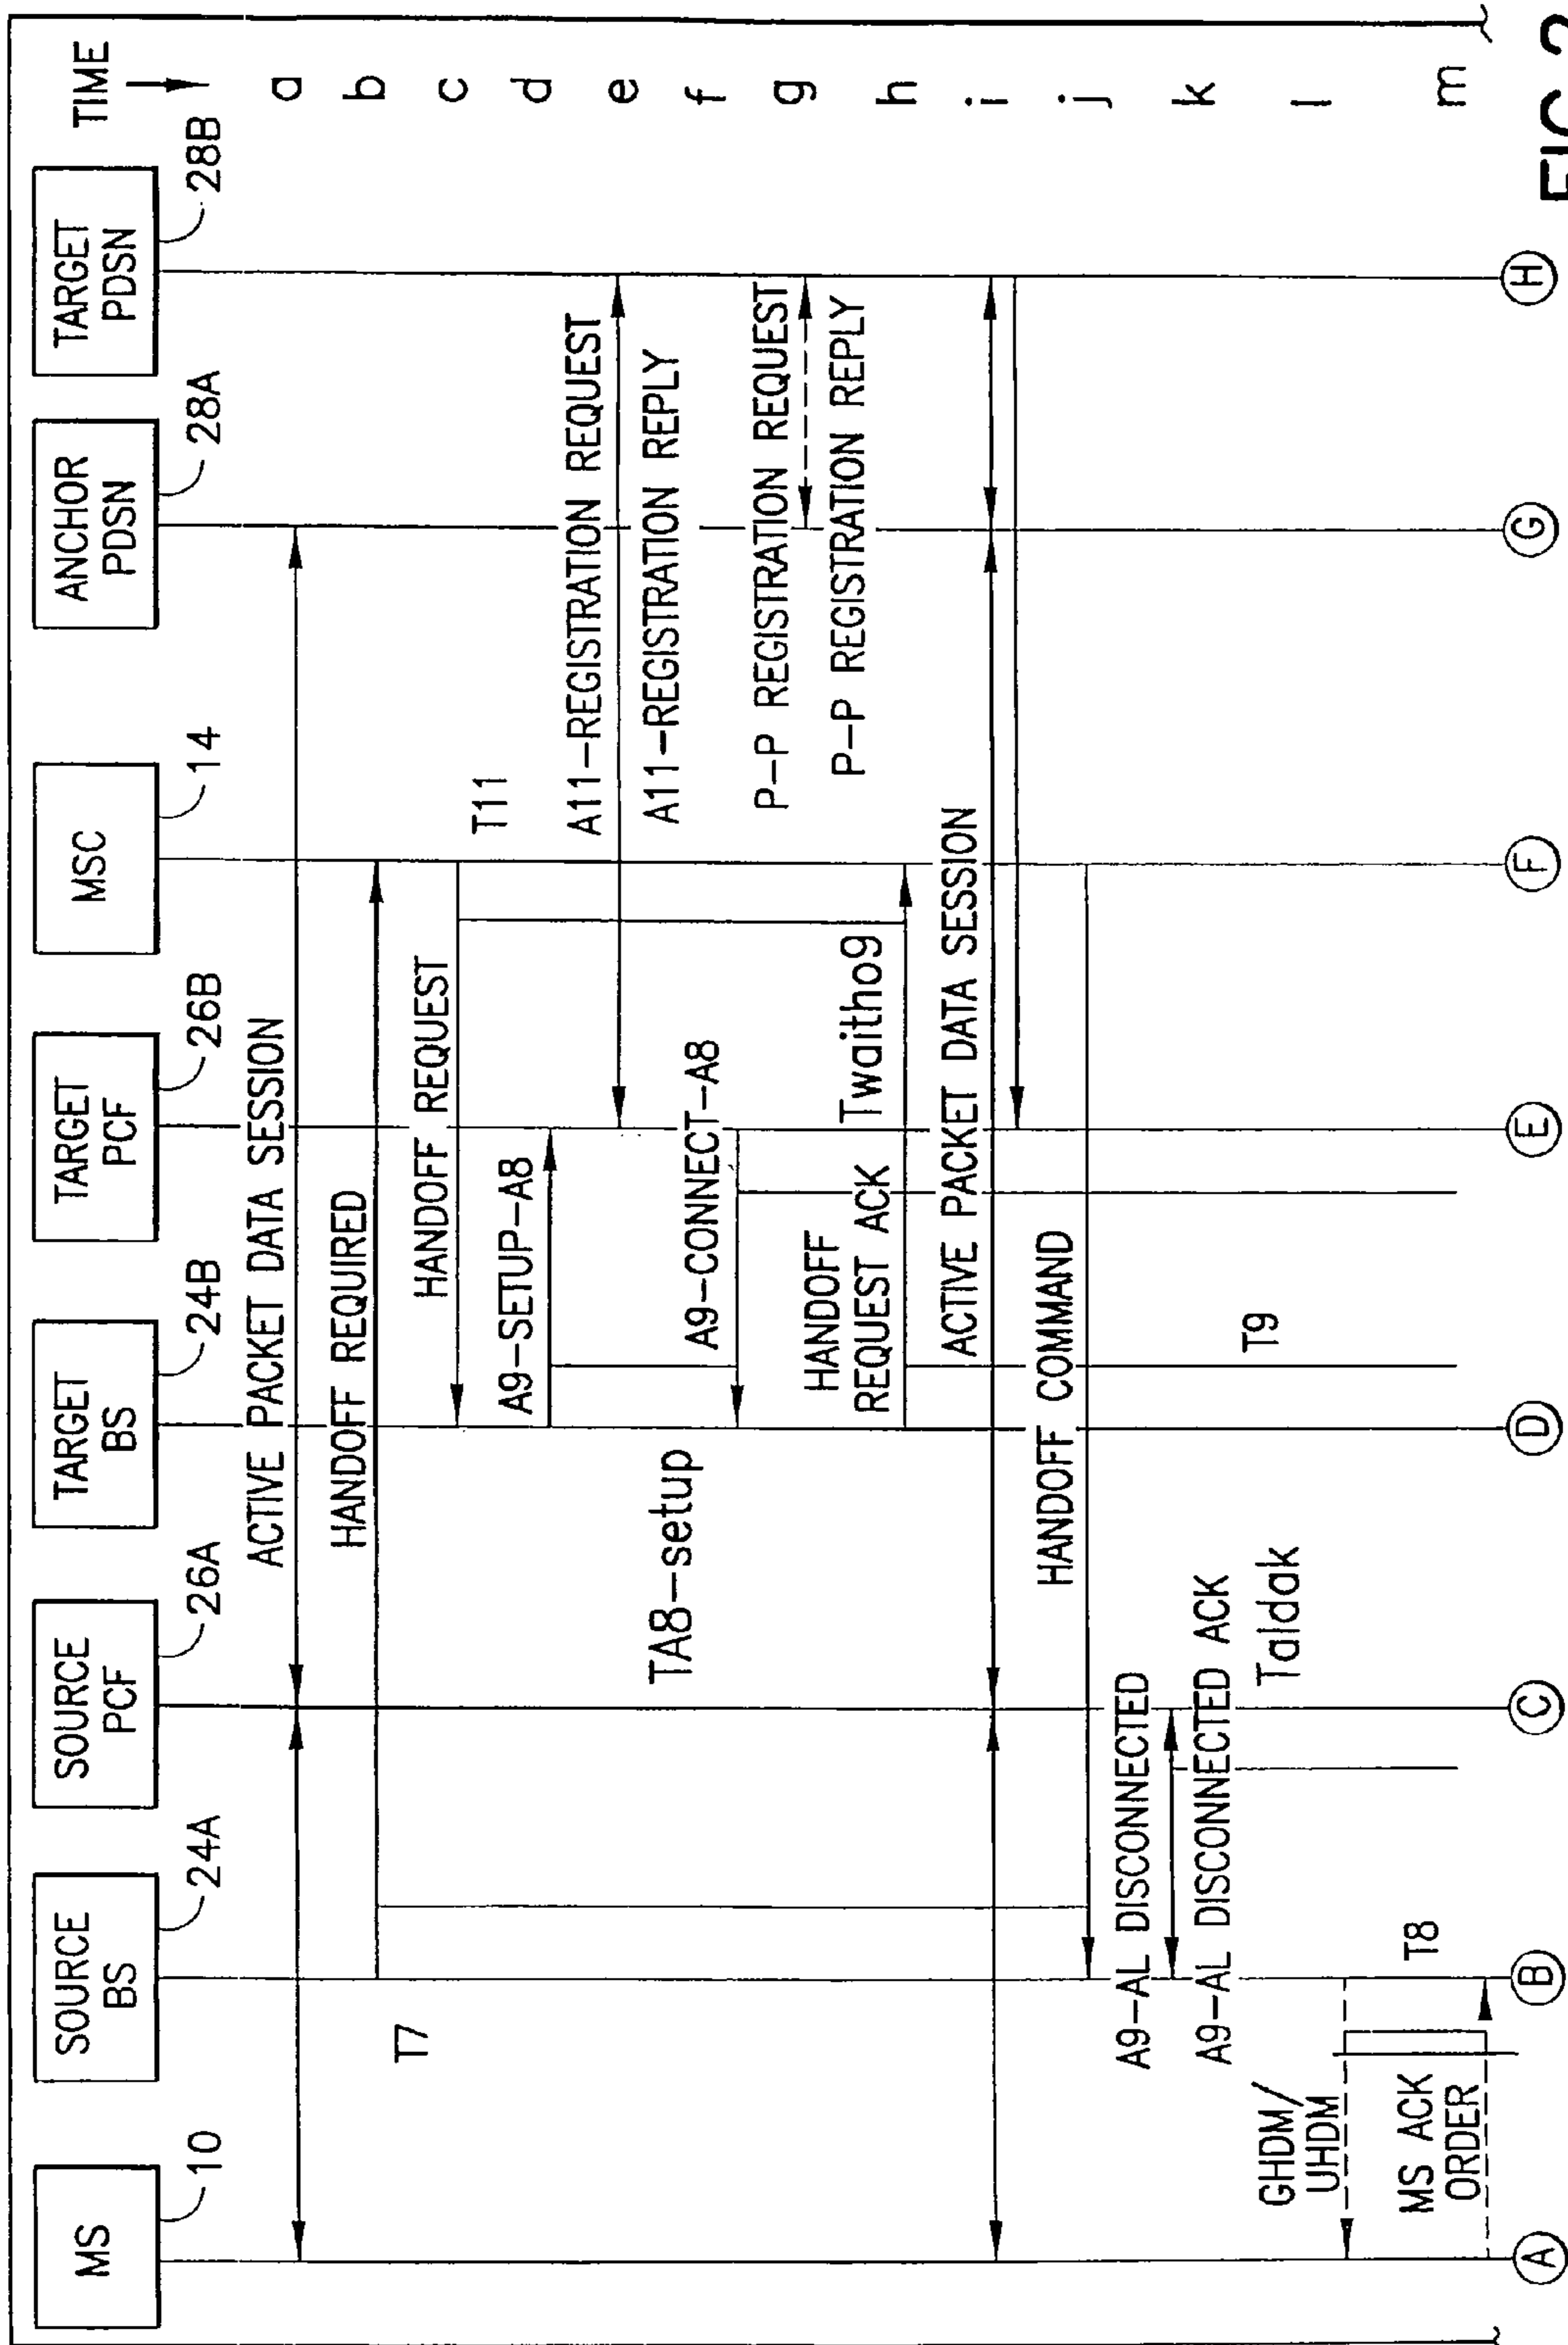 MS
10
SOURCE
BS
24A
SOURCE
PCF
26A
TARGET
BS
24B
TARGET
PCF
26B
MSC
14
ANCHOR
PDSN
28A
TARGET
PDSN
28B
TIME
ACTIVE PACKET DATA SESSION
a
HANDOFF REQUIRED
b
T7
HANDOFF REQUEST
c
T11
A9-SETUP-A8
d
A11-REGISTRATION REQUEST
e
A11-REGISTRATION REPLY
TA8-setup
A9-CONNECT-A8
f
P-P REGISTRATION REQUEST
g
P-P REGISTRATION REPLY
HANDOFF
REQUEST ACK
Twaitho9
h
ACTIVE PACKET DATA SESSION
i
HANDOFF COMMAND
j
A9-AL DISCONNECTED
k
A9-AL DISCONNECTED ACK
GHDM/
UHDM
Taldak
T9
l
MS ACK
ORDER
T8
m
A
B
C
D
E
F
G
H